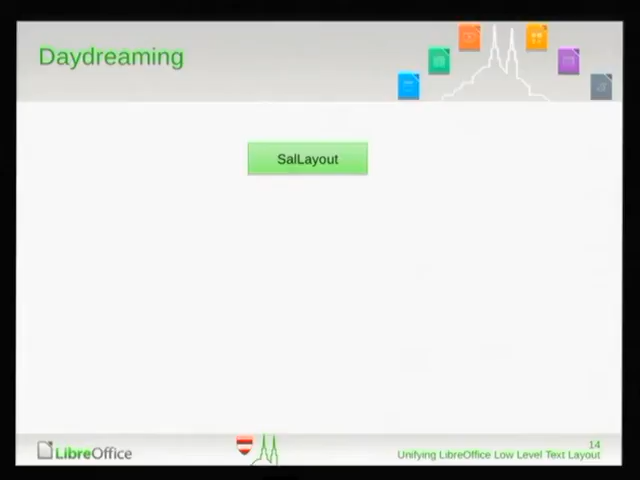 Daydreaming
SalLayout
LibreOffice
14
Unifying LibreOffice Low Level Text Layout